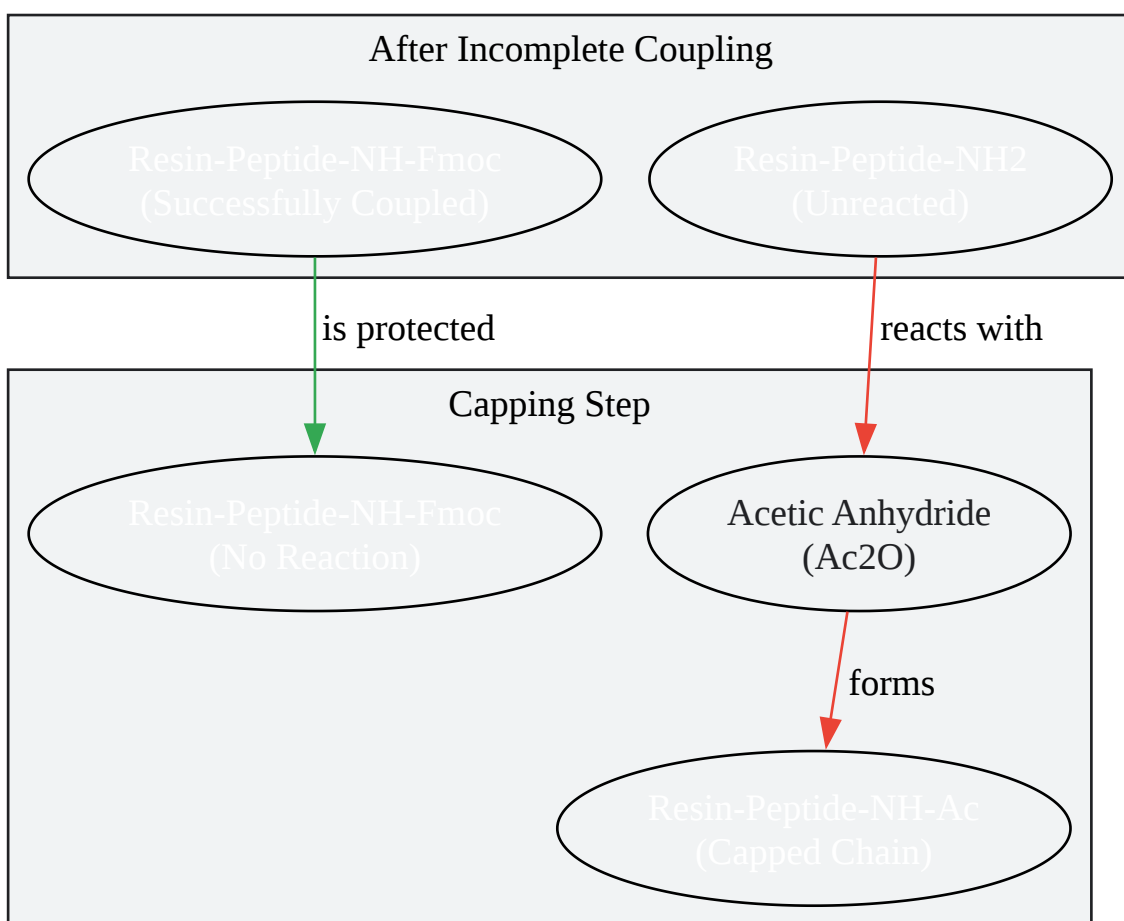 After Incomplete Coupling
Resin-Peptide-NH-Fmoc
(Successfully Coupled)
Resin-Peptide-NH2
(Unreacted)
is protected
reacts with
Capping Step
Resin-Peptide-NH-Fmoc
(No Reaction)
Acetic Anhydride
(Ac2O)
forms
Resin-Peptide-NH-Ac
(Capped Chain)